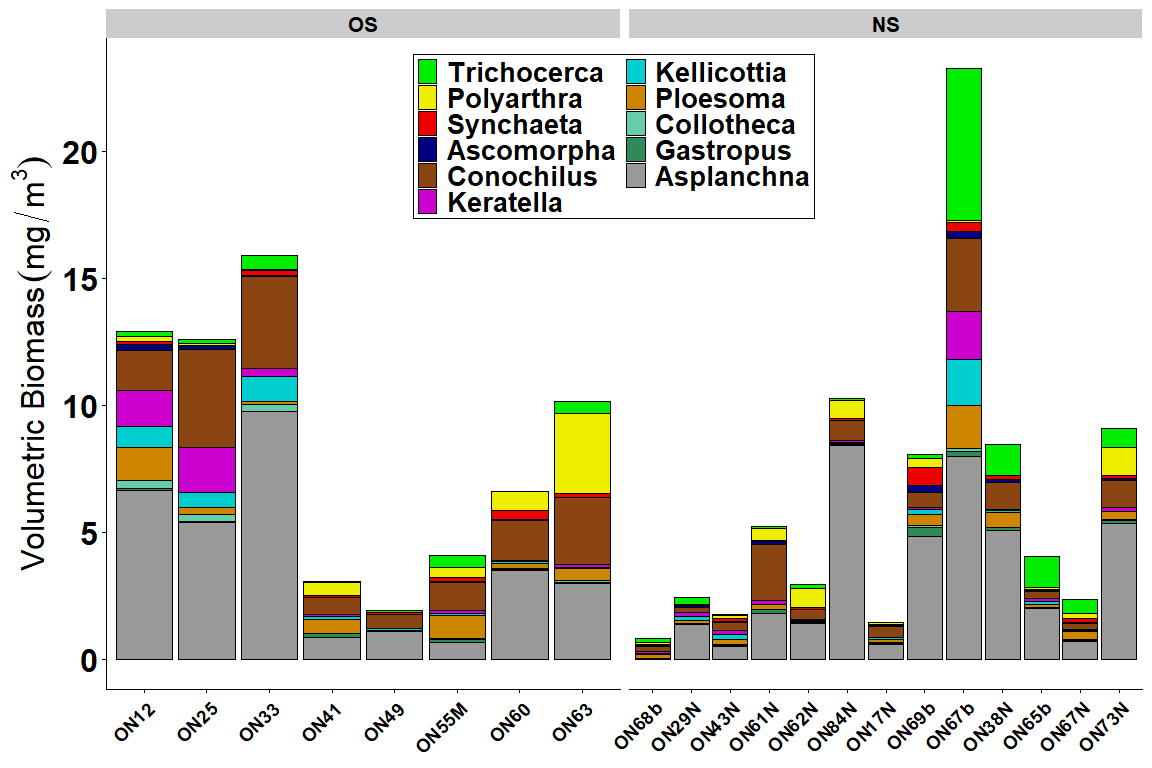 OS NS
Trichocerca Kellicottia
Polyarthra Ploesoma
Synchaeta Collotheca
Ascomorpha Gastropus
Conochilus Asplanchna
Keratella
Volumetric Biomass (mg / m³)
20
15
10
5
0
ON12 ON25 ON33 ON41 ON49 ON55M ON60 ON63 ON68b ON29N ON43N ON61N ON62N ON84N ON17N ON69b ON67b ON38N ON65b ON67N ON73N